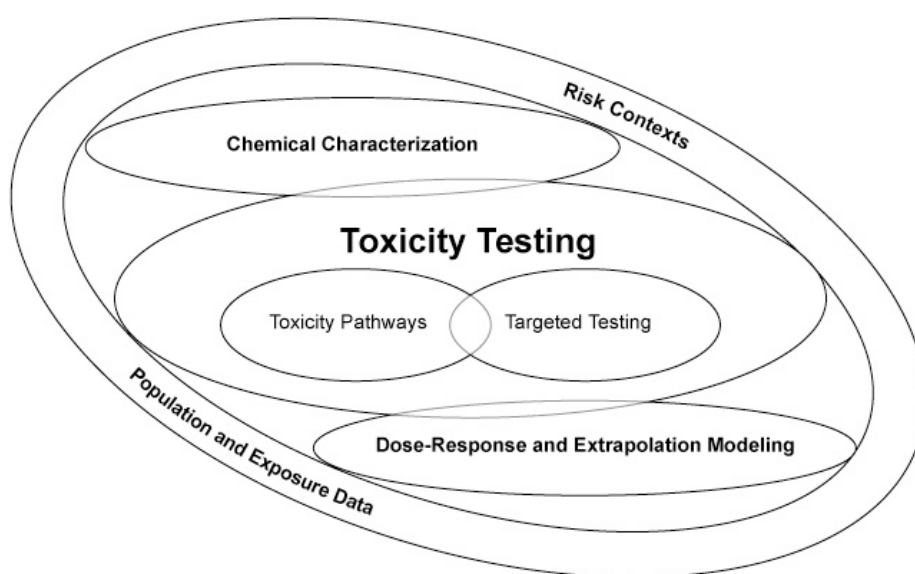 Risk Contexts
Chemical Characterization
Toxicity Testing
Toxicity Pathways
Targeted Testing
Dose-Response and Extrapolation Modeling
Population and Exposure Data